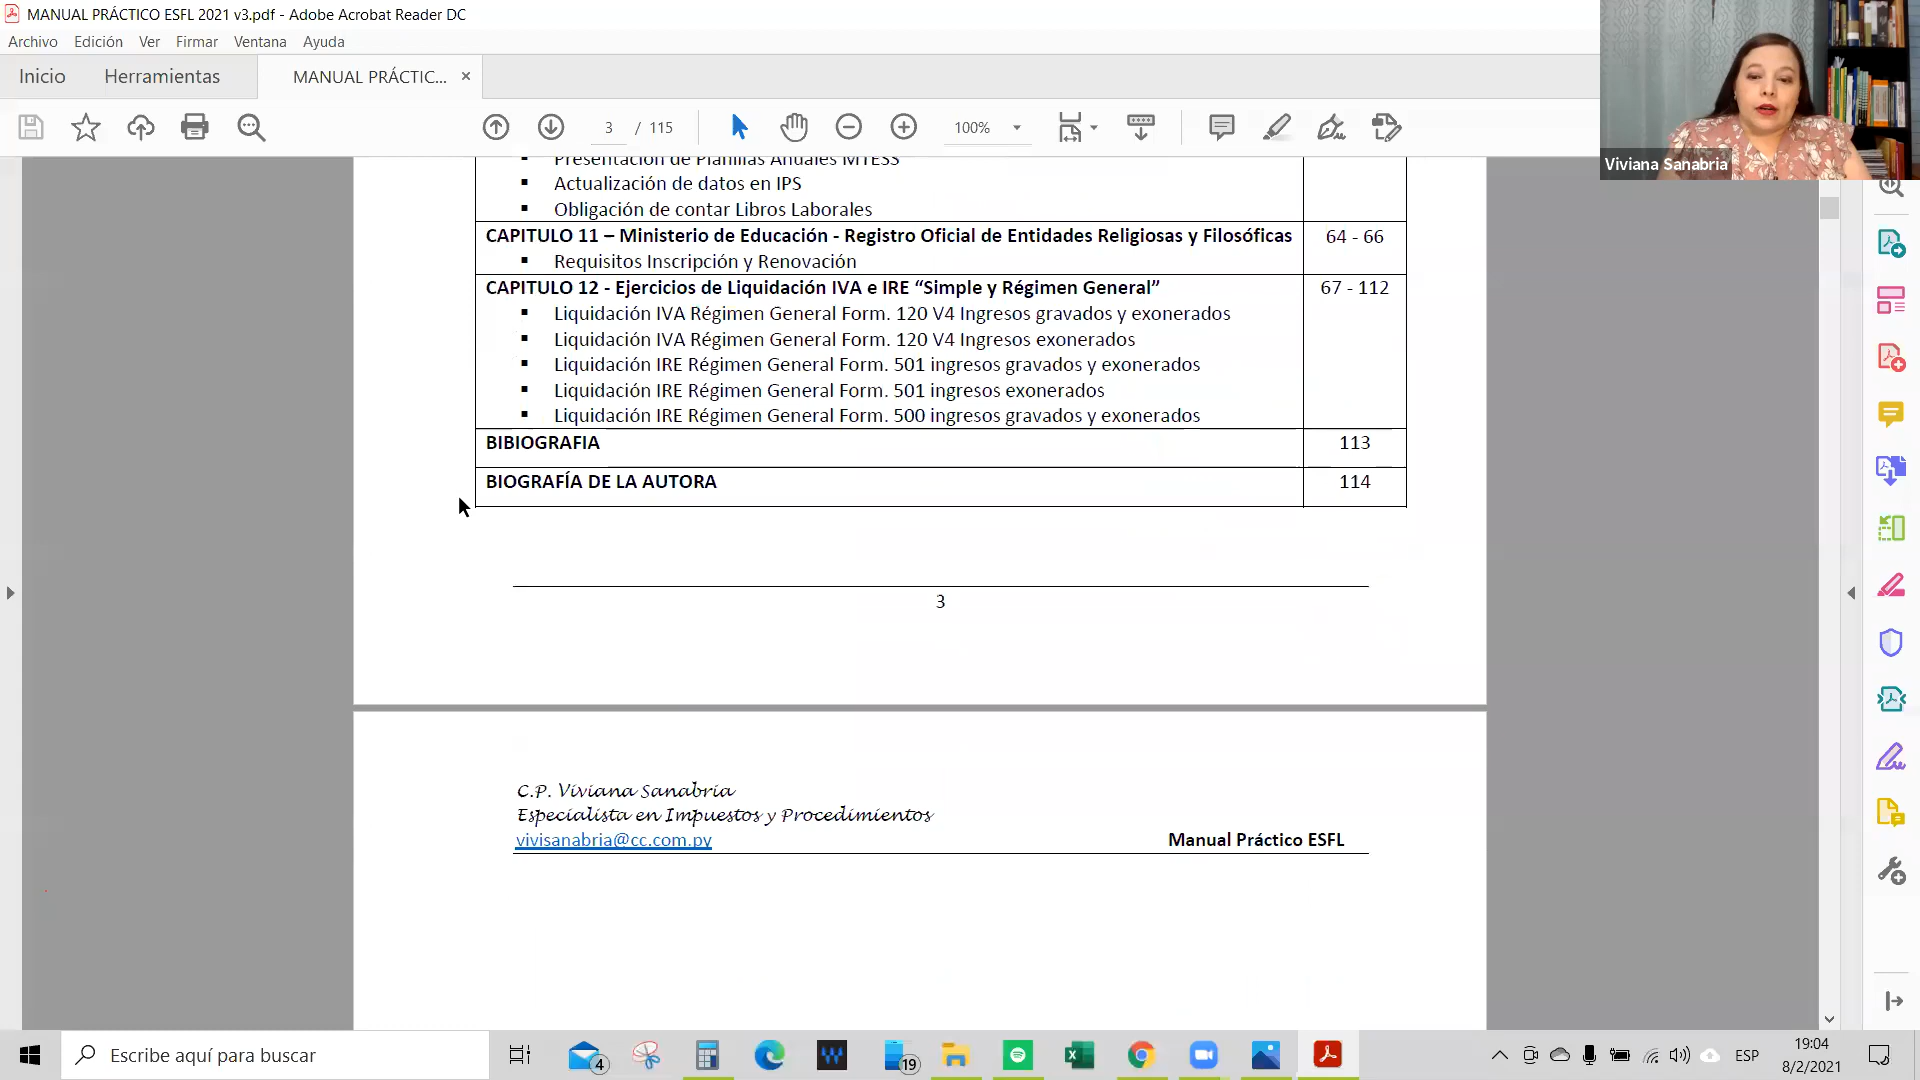 MANUAL PRÁCTICO ESFL 2021 v3.pdf - Adobe Acrobat Reader DC
Archivo Edición Ver Firmar Ventana Ayuda
Inicio Herramientas MANUAL PRÁCTIC... ×
3 / 115 100%
Viviana Sanabria
Presentación de Planillas Anuales MTESS
▪ Actualización de datos en IPS
▪ Obligación de contar Libros Laborales
CAPITULO 11 – Ministerio de Educación - Registro Oficial de Entidades Religiosas y Filosóficas 64 - 66
▪ Requisitos Inscripción y Renovación
CAPITULO 12 - Ejercicios de Liquidación IVA e IRE “Simple y Régimen General” 67 - 112
▪ Liquidación IVA Régimen General Form. 120 V4 Ingresos gravados y exonerados
▪ Liquidación IVA Régimen General Form. 120 V4 Ingresos exonerados
▪ Liquidación IRE Régimen General Form. 501 ingresos gravados y exonerados
▪ Liquidación IRE Régimen General Form. 501 ingresos exonerados
▪ Liquidación IRE Régimen General Form. 500 ingresos gravados y exonerados
BIBIOGRAFIA 113
BIOGRAFÍA DE LA AUTORA 114
3
C.P. Viviana Sanabria
Especialista en Impuestos y Procedimientos
vivisanabria@cc.com.py Manual Práctico ESFL
Escribe aquí para buscar 4 19 ESP 19:04
8/2/2021